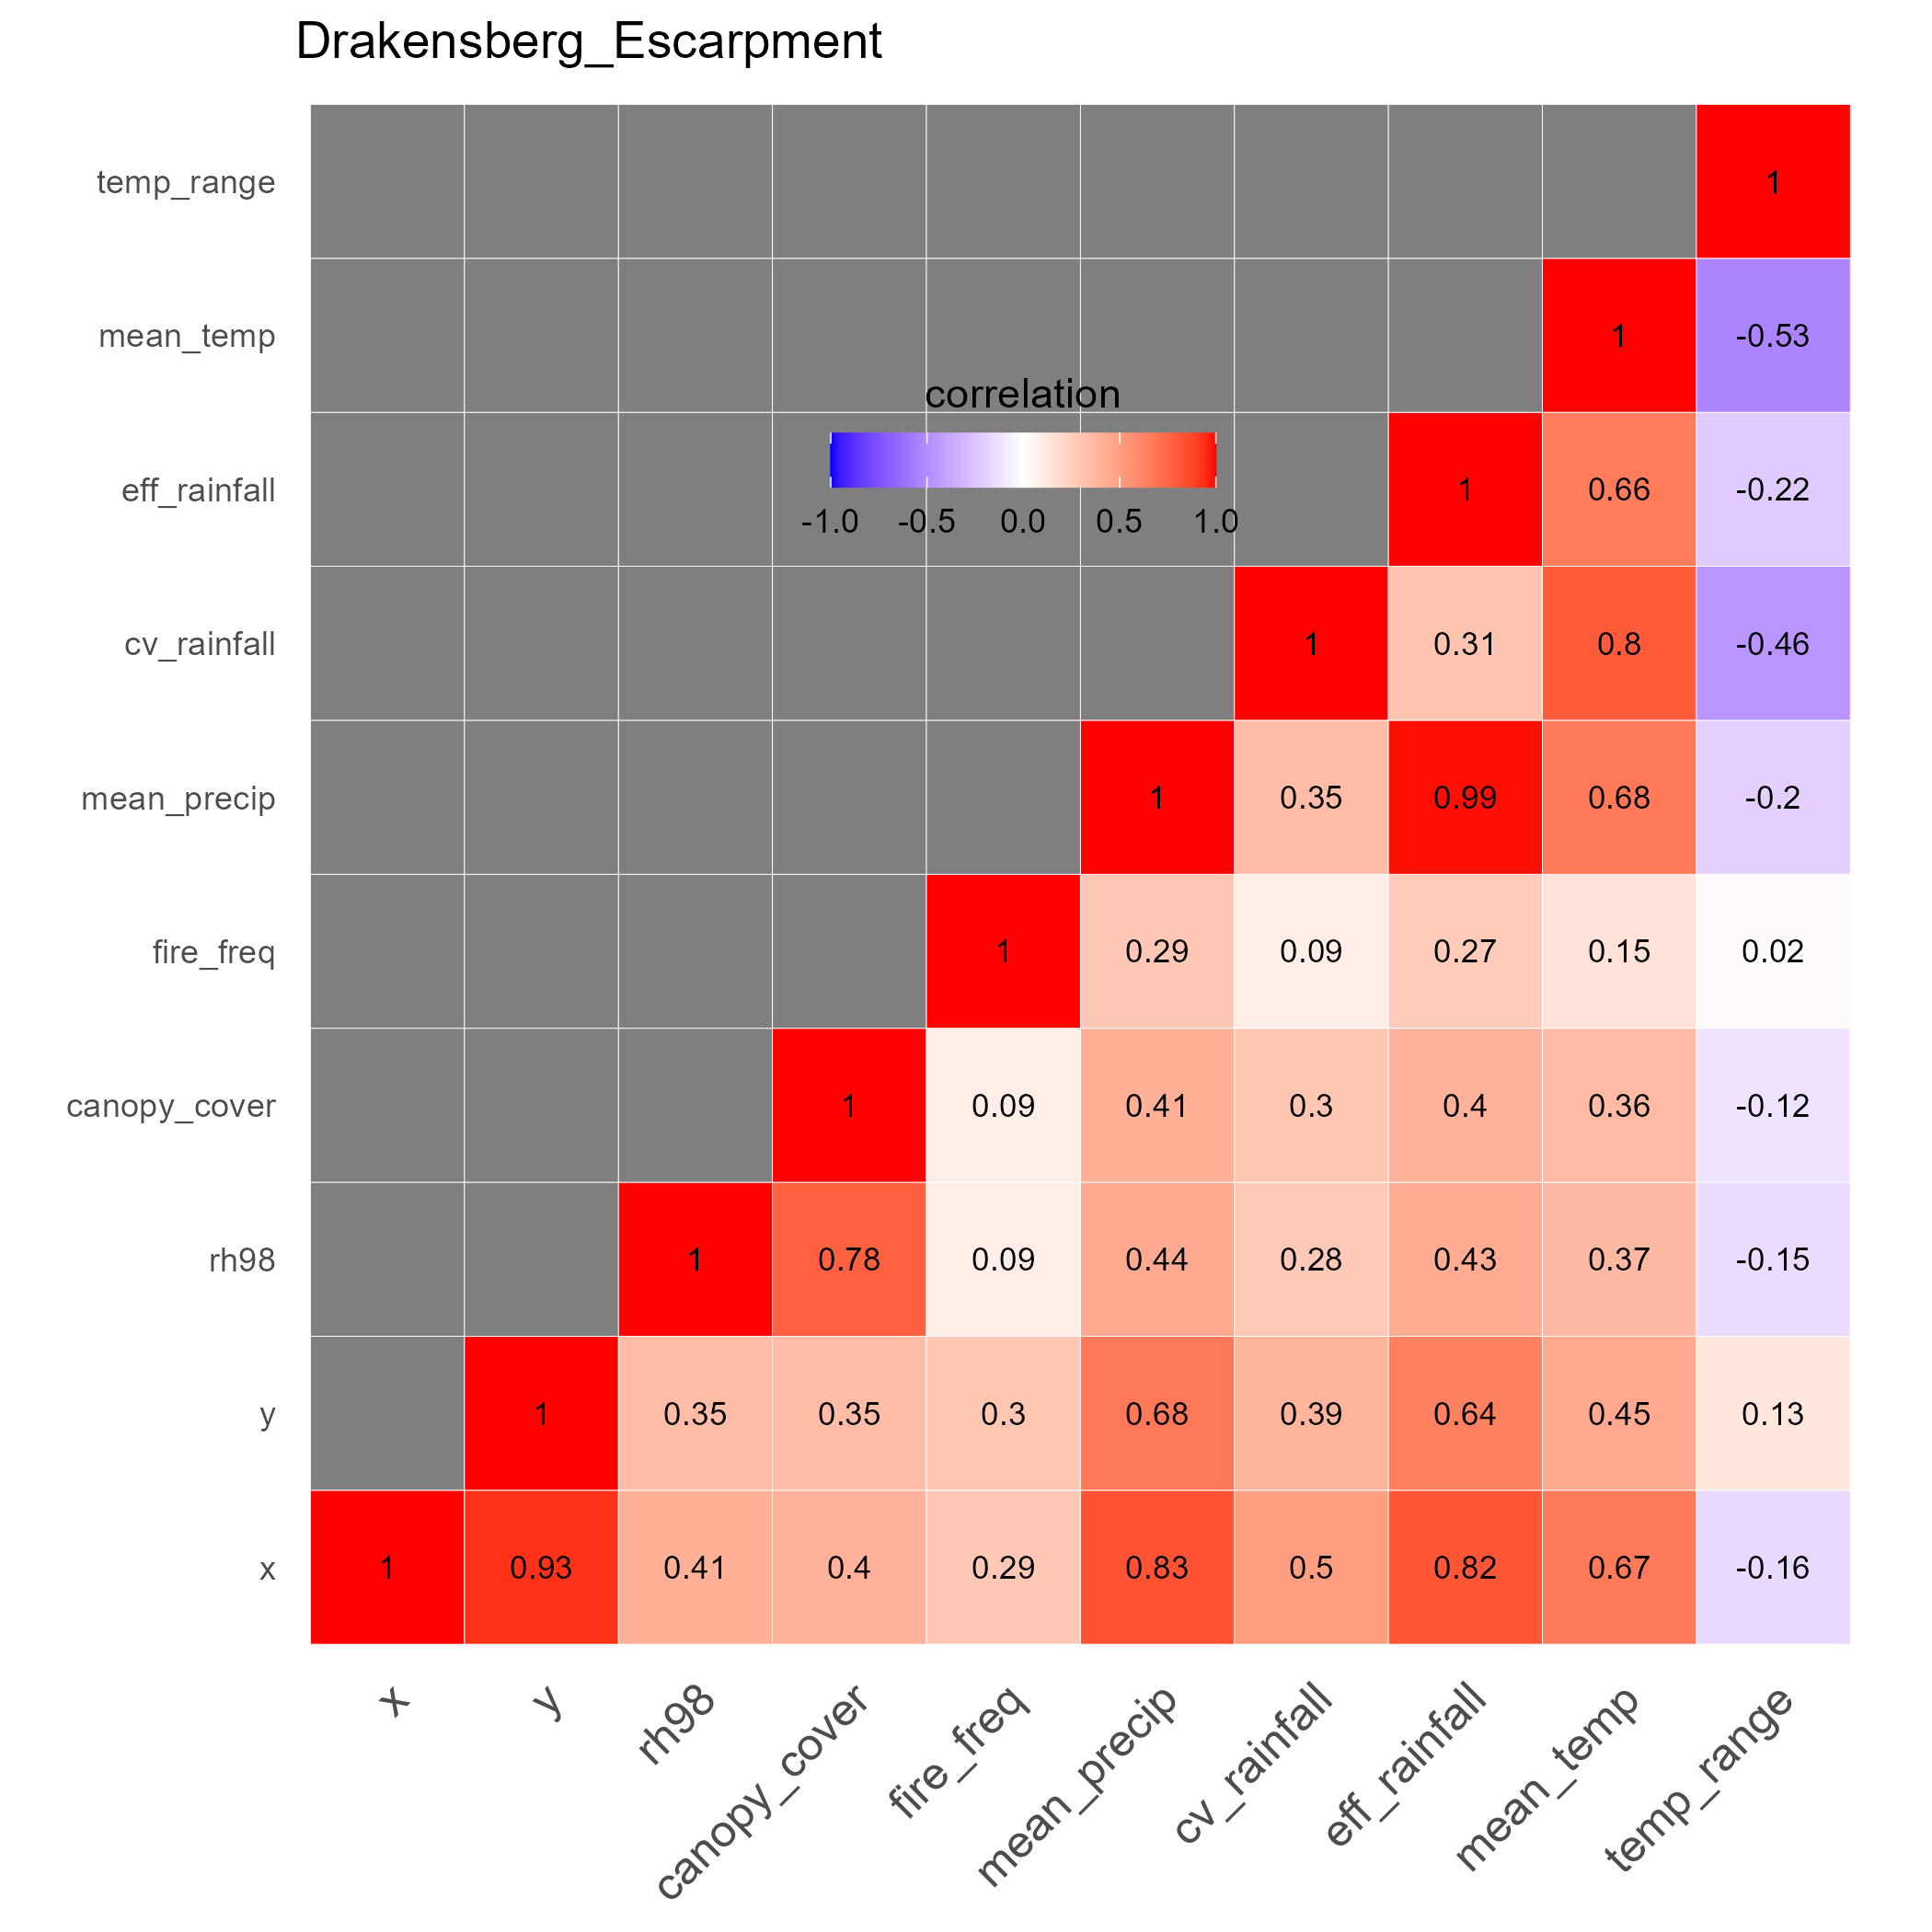 Drakensberg_Escarpment
temp_range 1
mean_temp 1 -0.53
correlation
-1.0 -0.5 0.0 0.5 1.0
eff_rainfall 1 0.66 -0.22
cv_rainfall 1 0.31 0.8 -0.46
mean_precip 1 0.35 0.99 0.68 -0.2
fire_freq 1 0.29 0.09 0.27 0.15 0.02
canopy_cover 1 0.09 0.41 0.3 0.4 0.36 -0.12
rh98 1 0.78 0.09 0.44 0.28 0.43 0.37 -0.15
y 1 0.35 0.35 0.3 0.68 0.39 0.64 0.45 0.13
x 1 0.93 0.41 0.4 0.29 0.83 0.5 0.82 0.67 -0.16
x y rh98 canopy_cover fire_freq mean_precip cv_rainfall eff_rainfall mean_temp temp_range